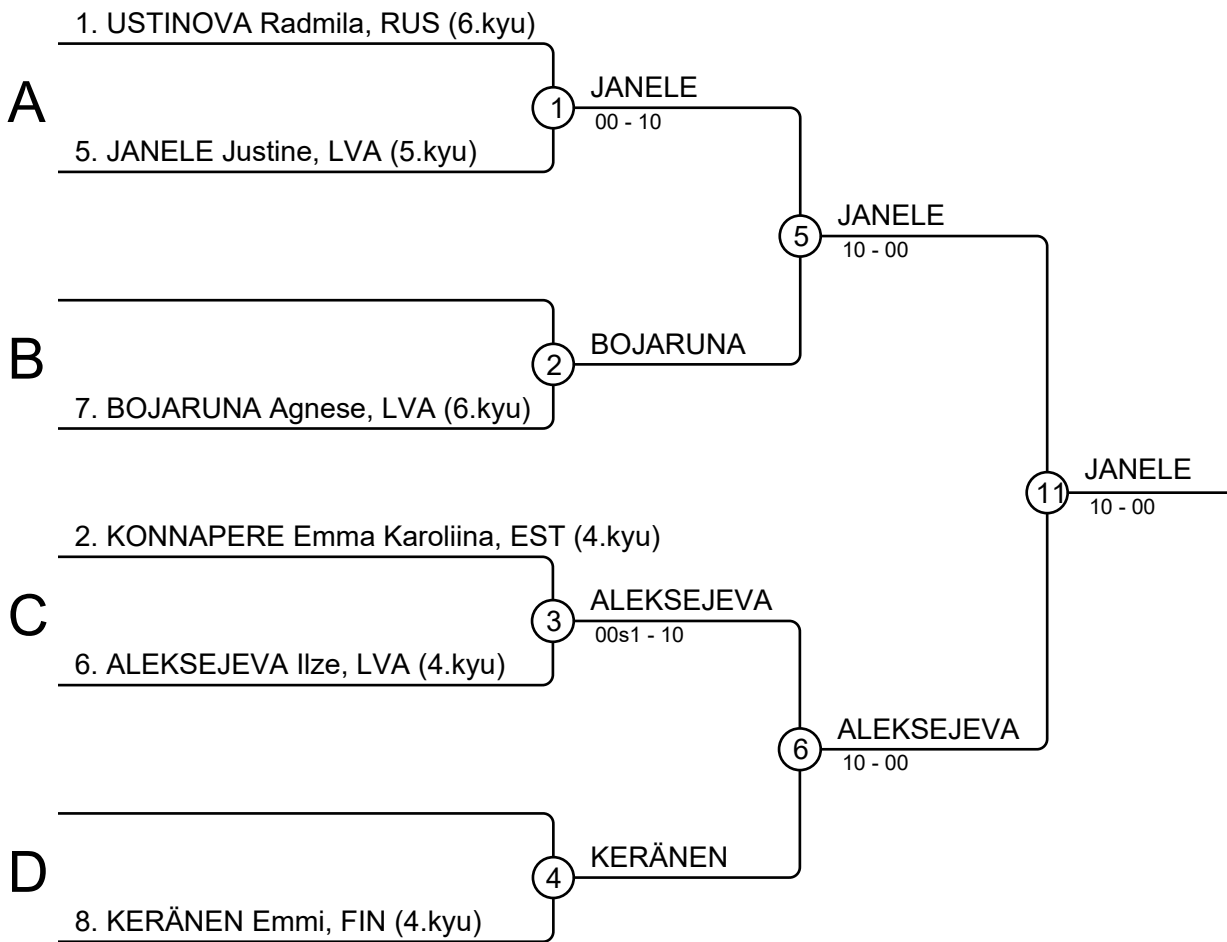 1. USTINOVA Radmila, RUS (6.kyu)
A
1
JANELE
00 - 10
5. JANELE Justine, LVA (5.kyu)
5
JANELE
10 - 00
B
2
BOJARUNA
7. BOJARUNA Agnese, LVA (6.kyu)
11
JANELE
10 - 00
2. KONNAPERE Emma Karoliina, EST (4.kyu)
C
3
ALEKSEJEVA
00s1 - 10
6. ALEKSEJEVA Ilze, LVA (4.kyu)
6
ALEKSEJEVA
10 - 00
D
4
KERÄNEN
8. KERÄNEN Emmi, FIN (4.kyu)